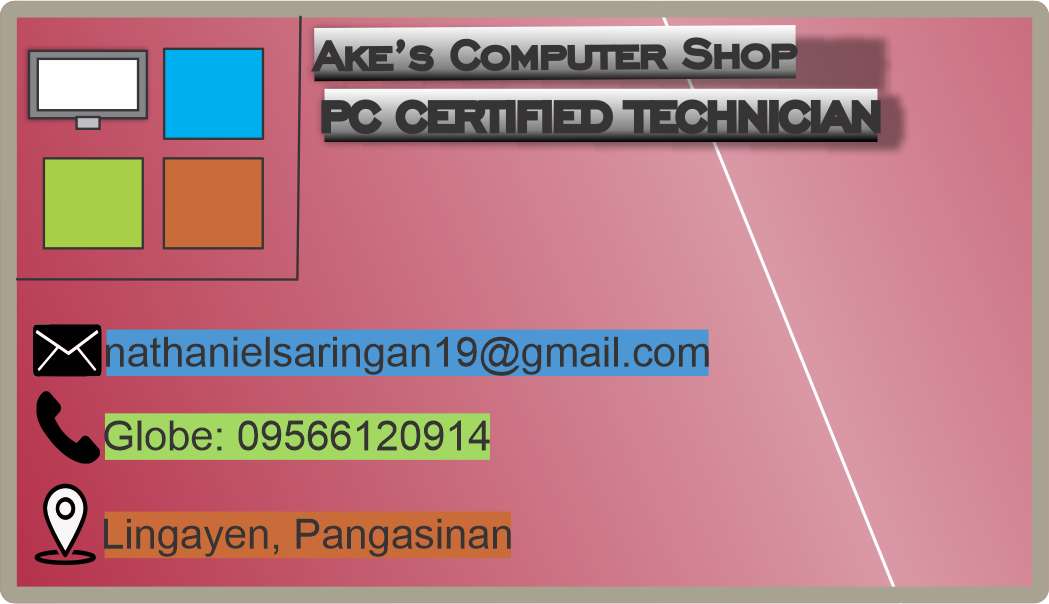 Ake's Computer Shop
PC CERTIFIED TECHNICIAN
nathanielsaringan19@gmail.com
Globe: 09566120914
Lingayen, Pangasinan